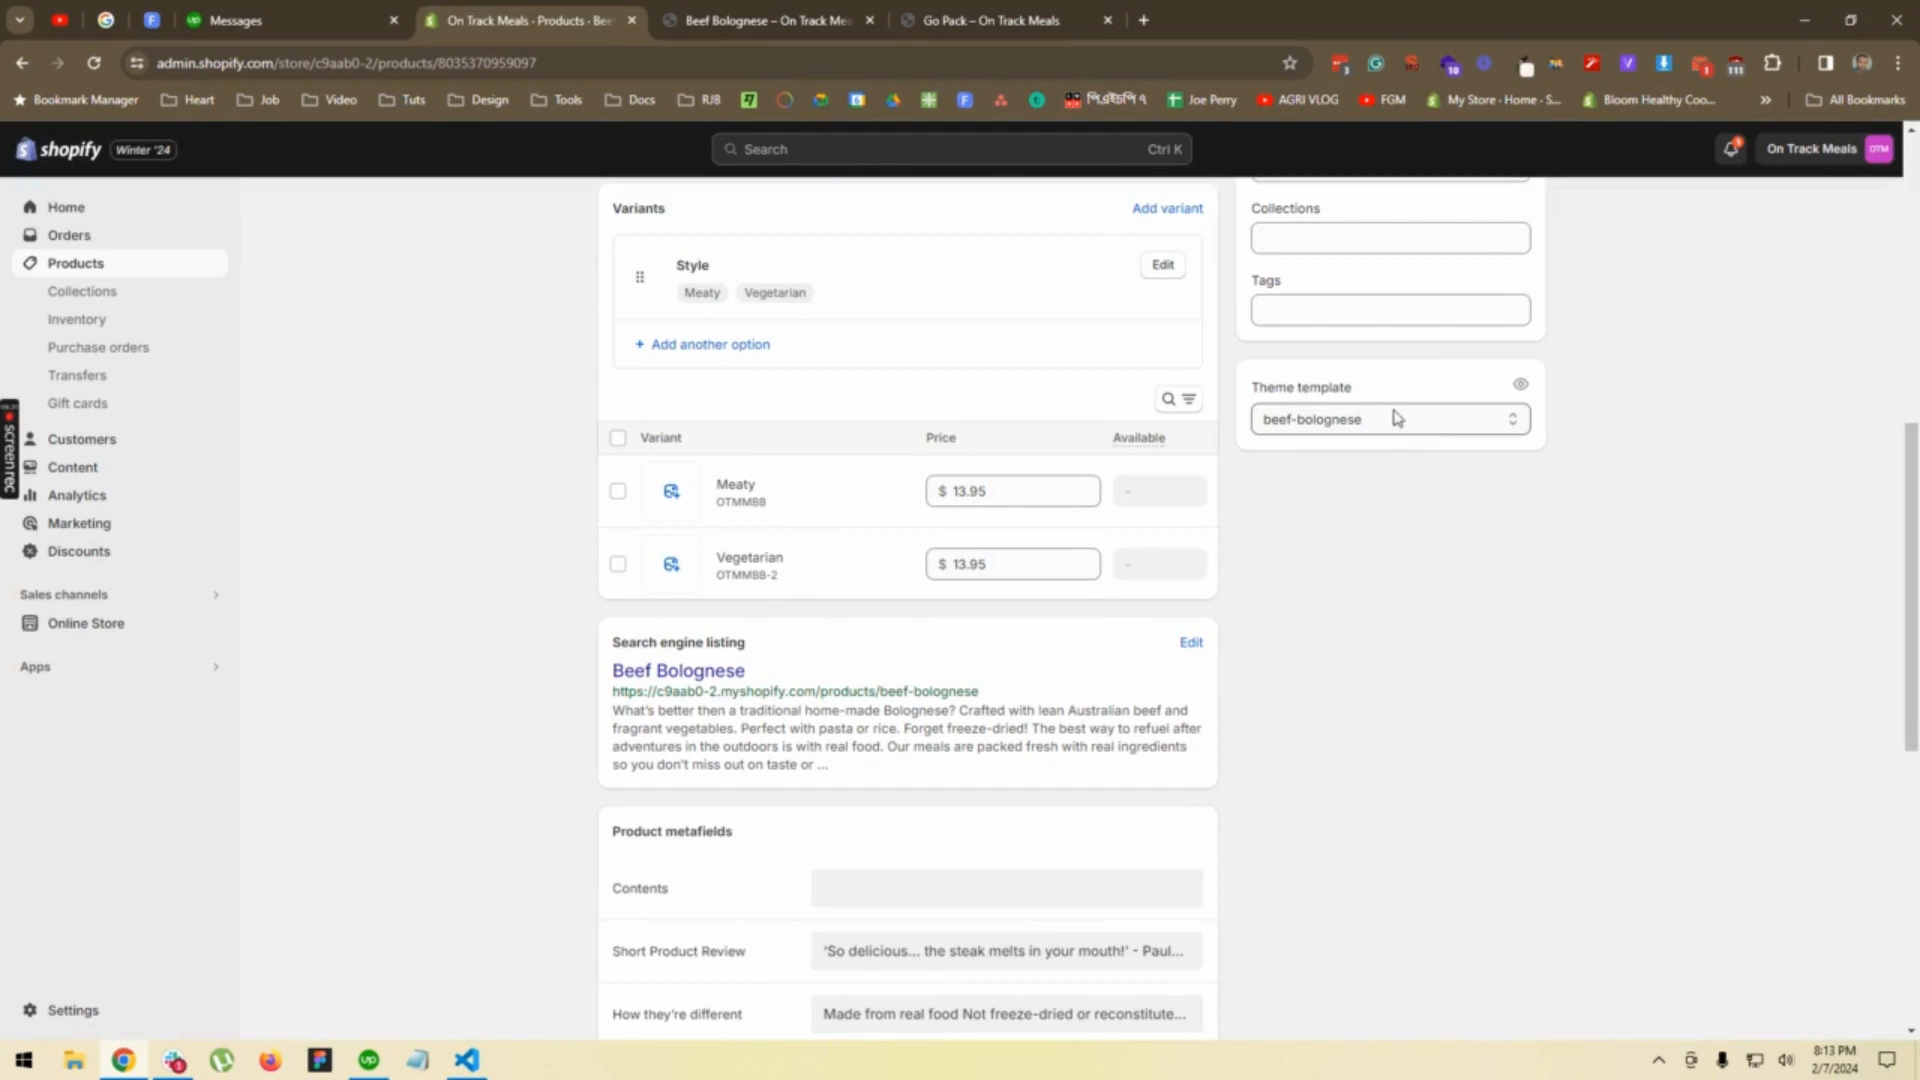 Messages
On Track Meals · Products · Bee
Beef Bolognese – On Track Mea
Go Pack – On Track Meals
admin.shopify.com/store/c9aab0-2/products/8035370959097
3
10
1
111
Bookmark Manager
Heart
Job
Video
Tuts
Design
Tools
Docs
RJB
Joe Perry
AGRI VLOG
FGM
My Store · Home · S...
Bloom Healthy Coo...
All Bookmarks
shopify
Winter '24
Search
Ctrl K
On Track Meals
OTM
Home
Orders
Products
Collections
Inventory
Purchase orders
Transfers
Gift cards
Customers
Content
Analytics
Marketing
Discounts
Sales channels
Online Store
Apps
Settings
screenrec
Variants
Add variant
Style
Edit
Meaty
Vegetarian
+ Add another option
Variant
Price
Available
Meaty
OTMMBB
$ 13.95
-
Vegetarian
OTMMBB-2
$ 13.95
-
Search engine listing
Edit
Beef Bolognese
https://c9aab0-2.myshopify.com/products/beef-bolognese
What's better then a traditional home-made Bolognese? Crafted with lean Australian beef and
fragrant vegetables. Perfect with pasta or rice. Forget freeze-dried! The best way to refuel after
adventures in the outdoors is with real food. Our meals are packed fresh with real ingredients
so you don't miss out on taste or ...
Product metafields
Contents
Short Product Review
'So delicious... the steak melts in your mouth!' - Paul...
How they're different
Made from real food Not freeze-dried or reconstitute...
Collections
Tags
Theme template
beef-bolognese
8:13 PM
2/7/2024